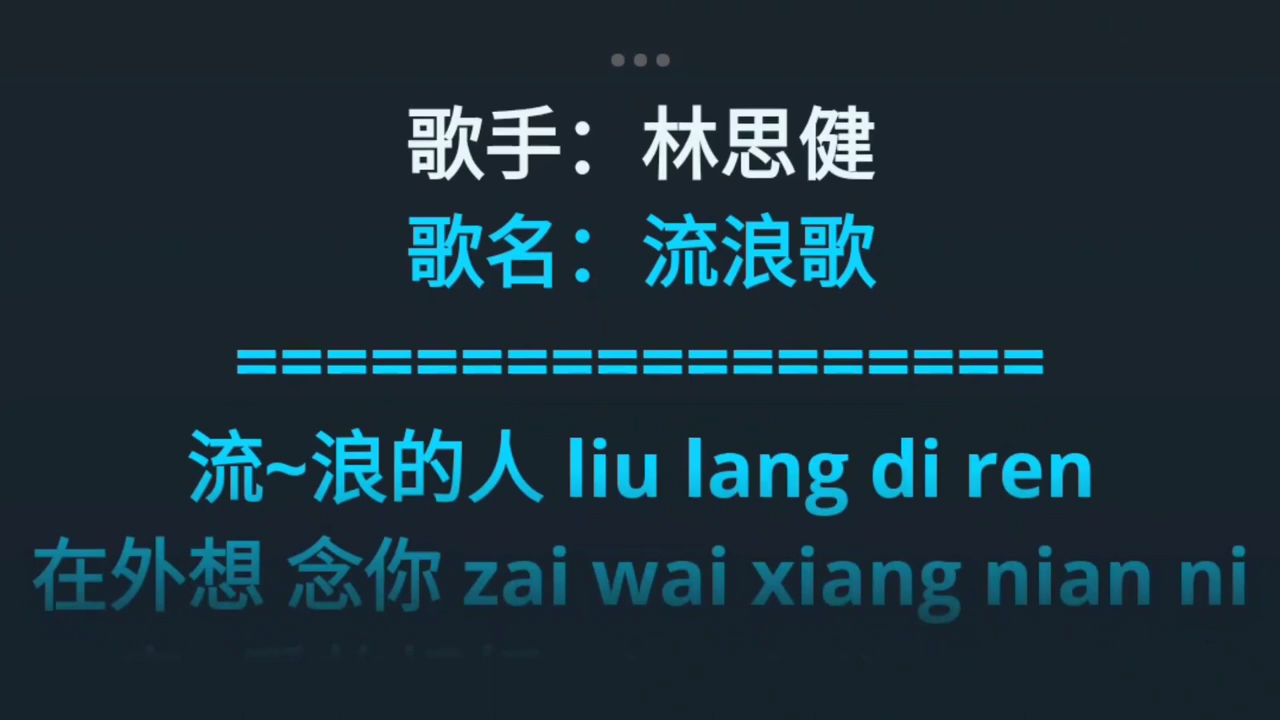 歌手：林思健
歌名：流浪歌
==================
流~浪的人 liu lang di ren
在外想 念你 zai wai xiang nian ni